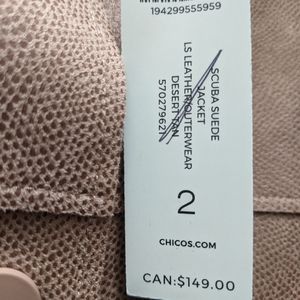 194299555959
SCUBA SUEDE
JACKET
LS LEATHER/OUTERWEAR
DESERT TAN
570279621
2
CHICOS.COM
CAN:$149.00